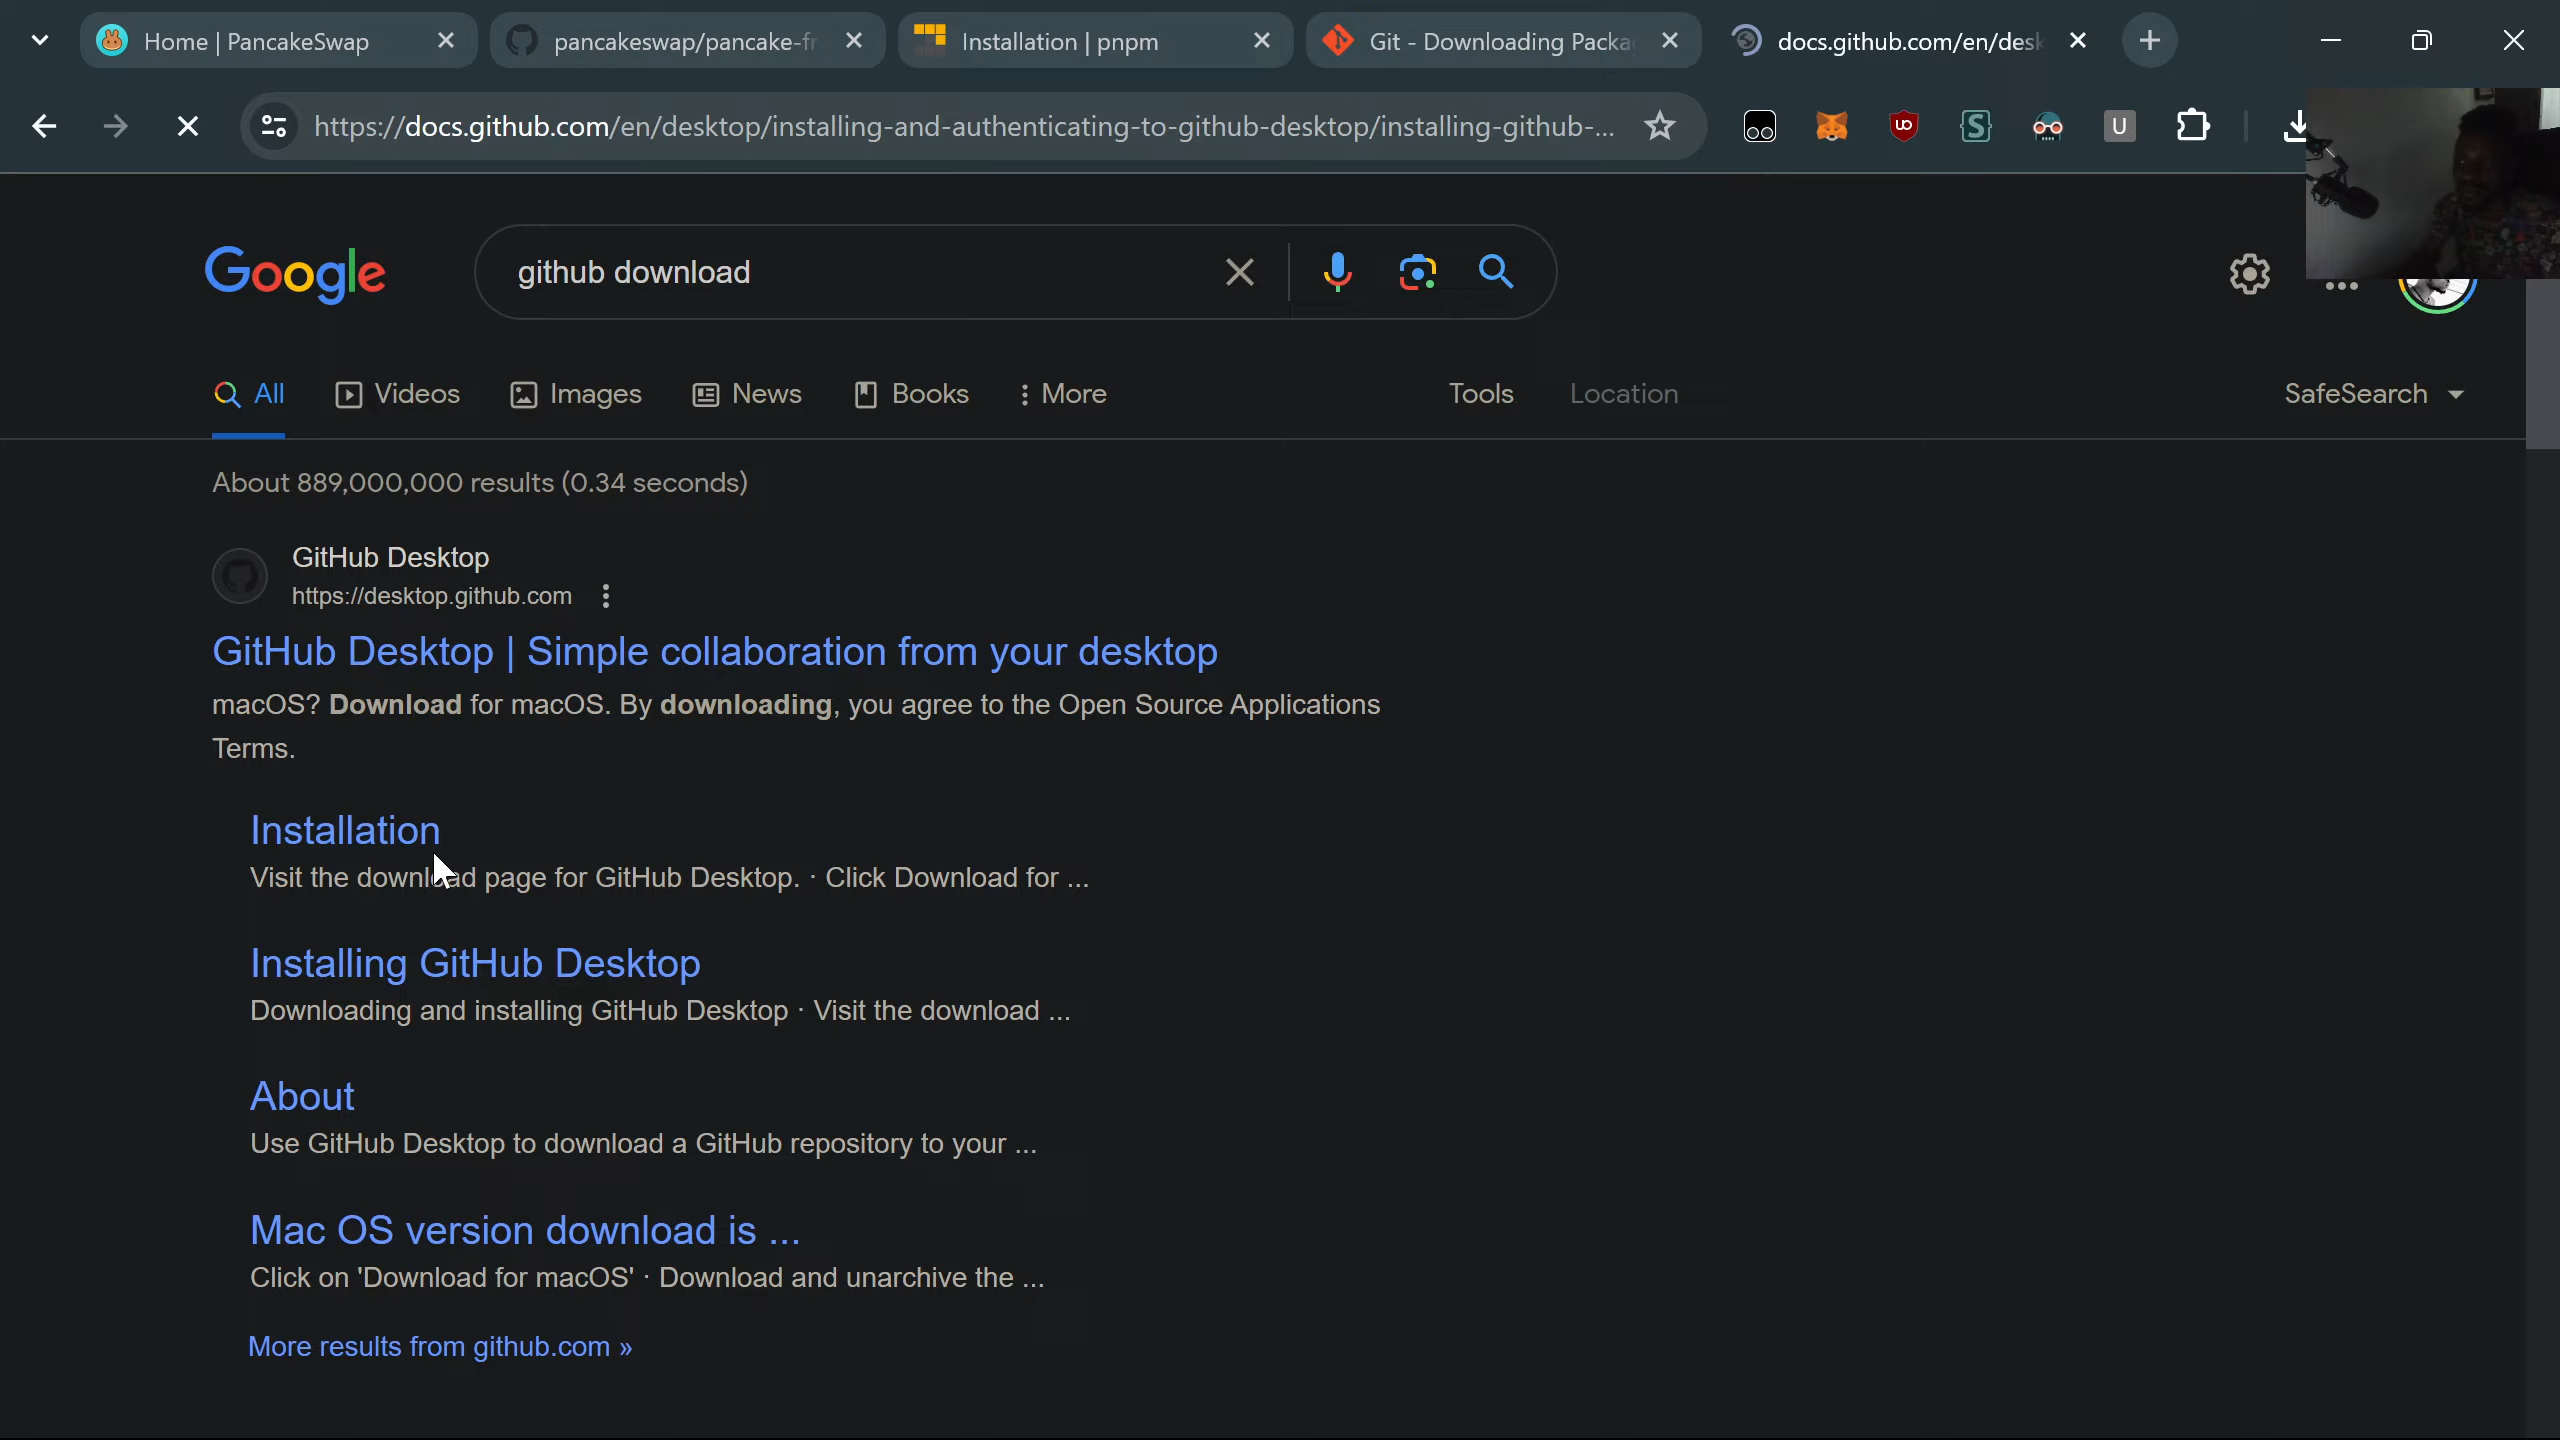 Home | PancakeSwap
pancakeswap/pancake-fr
Installation | pnpm
Git - Downloading Packa
docs.github.com/en/desk
https://docs.github.com/en/desktop/installing-and-authenticating-to-github-desktop/installing-github-...
Google
github download
All
Videos
Images
News
Books
More
Tools
Location
SafeSearch
About 889,000,000 results (0.34 seconds)
GitHub Desktop
https://desktop.github.com
GitHub Desktop | Simple collaboration from your desktop
macOS? Download for macOS. By downloading, you agree to the Open Source Applications
Terms.
Installation
Visit the download page for GitHub Desktop. · Click Download for ...
Installing GitHub Desktop
Downloading and installing GitHub Desktop · Visit the download ...
About
Use GitHub Desktop to download a GitHub repository to your ...
Mac OS version download is ...
Click on 'Download for macOS' · Download and unarchive the ...
More results from github.com »